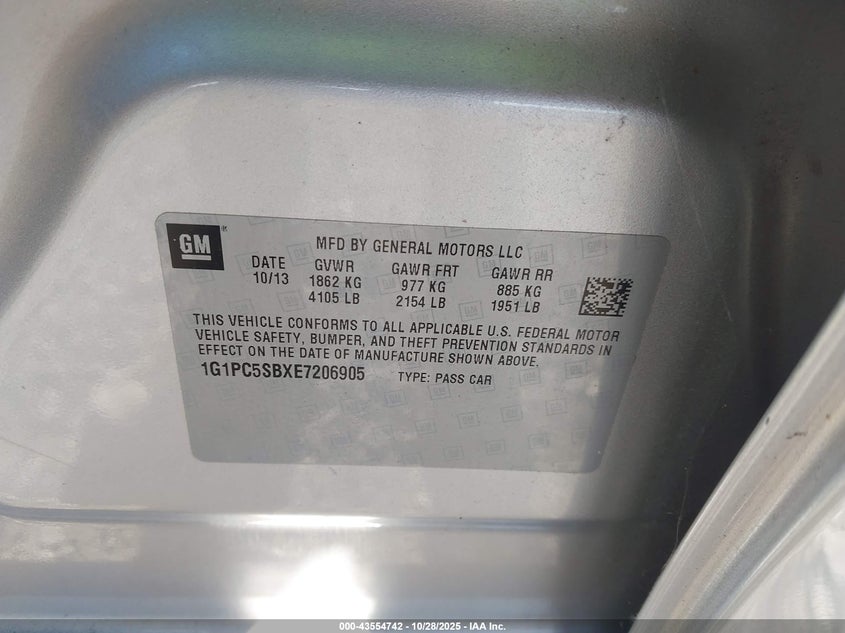 GM®
MFD BY GENERAL MOTORS LLC
DATE GVWR GAWR FRT GAWR RR
10/13 1862 KG 977 KG 885 KG
4105 LB 2154 LB 1951 LB
THIS VEHICLE CONFORMS TO ALL APPLICABLE U.S. FEDERAL MOTOR
VEHICLE SAFETY, BUMPER, AND THEFT PREVENTION STANDARDS IN
EFFECT ON THE DATE OF MANUFACTURE SHOWN ABOVE.
1G1PC5SBXE7206905 TYPE: PASS CAR
000-43554742 - 10/28/2025 - IAA Inc.